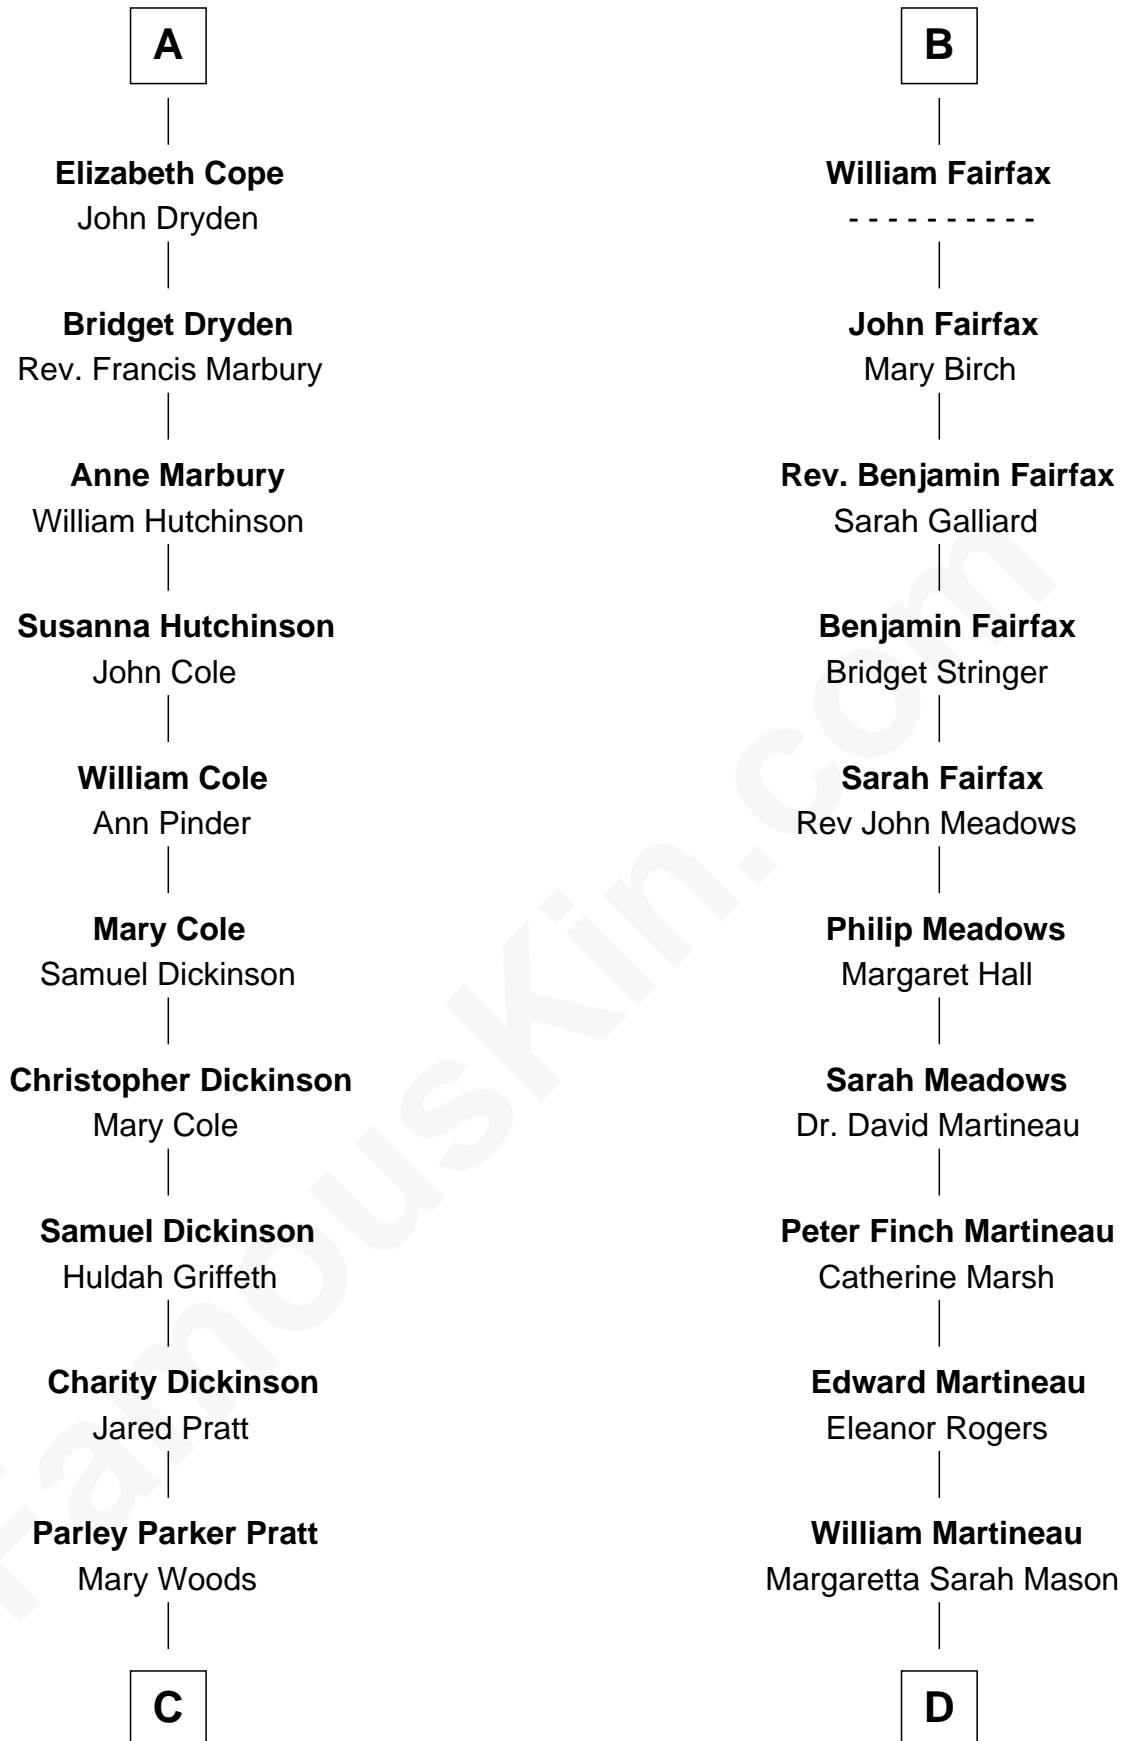 A
Elizabeth Cope
John Dryden
Bridget Dryden
Rev. Francis Marbury
Anne Marbury
William Hutchinson
Susanna Hutchinson
John Cole
William Cole
Ann Pinder
Mary Cole
Samuel Dickinson
Christopher Dickinson
Mary Cole
Samuel Dickinson
Huldah Griffeth
Charity Dickinson
Jared Pratt
Parley Parker Pratt
Mary Woods
C
B
William Fairfax
- - - - - - - - - -
John Fairfax
Mary Birch
Rev. Benjamin Fairfax
Sarah Galliard
Benjamin Fairfax
Bridget Stringer
Sarah Fairfax
Rev John Meadows
Philip Meadows
Margaret Hall
Sarah Meadows
Dr. David Martineau
Peter Finch Martineau
Catherine Marsh
Edward Martineau
Eleanor Rogers
William Martineau
Margaretta Sarah Mason
D
FamousKin.com